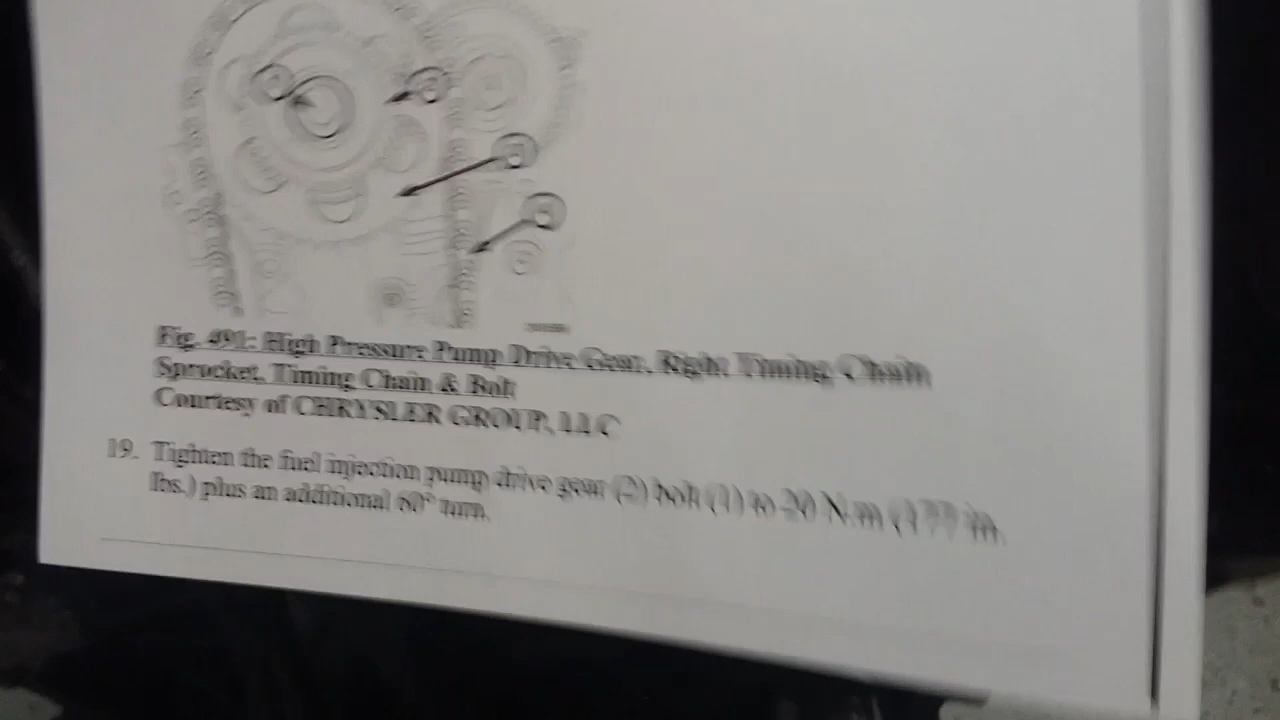 Fig. 491: High Pressure Pump Drive Gear, Right Timing Chain
Sprocket, Timing Chain & Bolt
Courtesy of CHRYSLER GROUP, LLC
19. Tighten the fuel injection pump drive gear (2) bolt (1) to 20 N.m (177 in.
lbs.) plus an additional 60° turn.